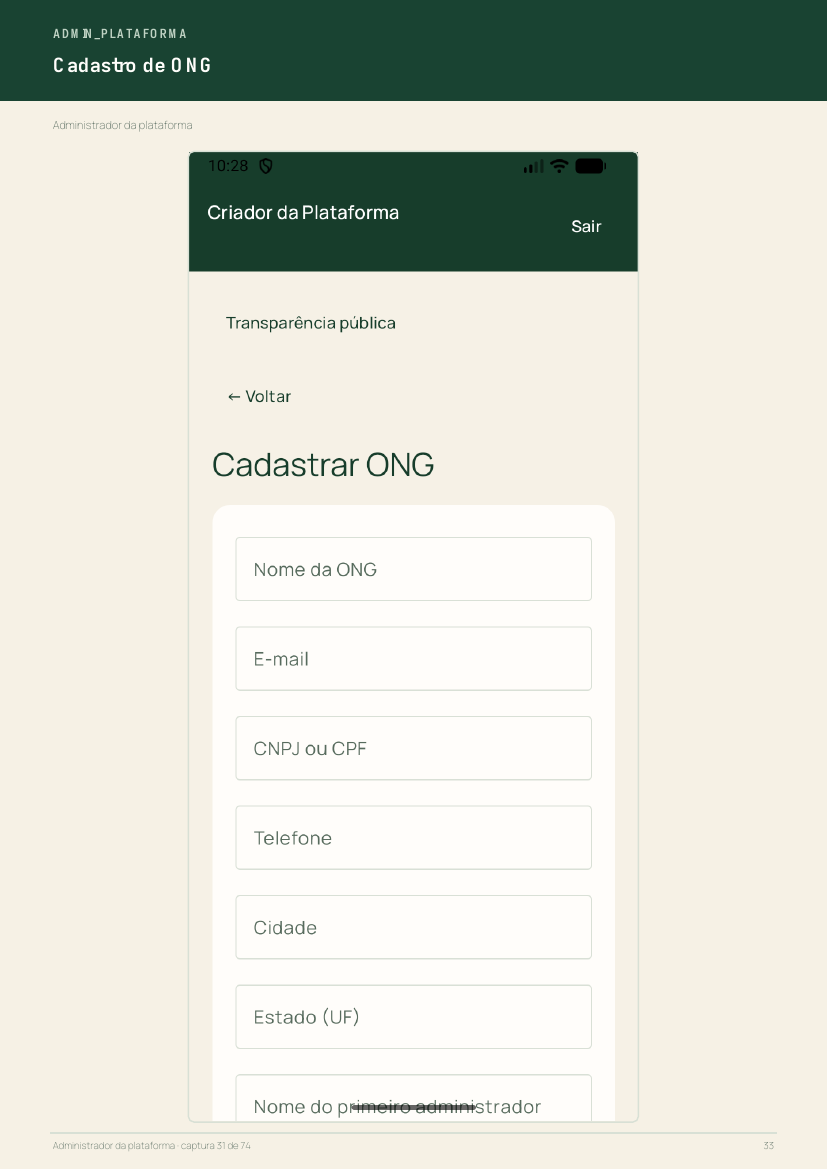 ADMIN_PLATAFORMA
Cadastro de ONG
Administrador da plataforma
10:28
Criador da Plataforma
Sair
Transparência pública
← Voltar
Cadastrar ONG
Nome da ONG
E-mail
CNPJ ou CPF
Telefone
Cidade
Estado (UF)
Nome do primeiro administrador
Administrador da plataforma · captura 31 de 74
33